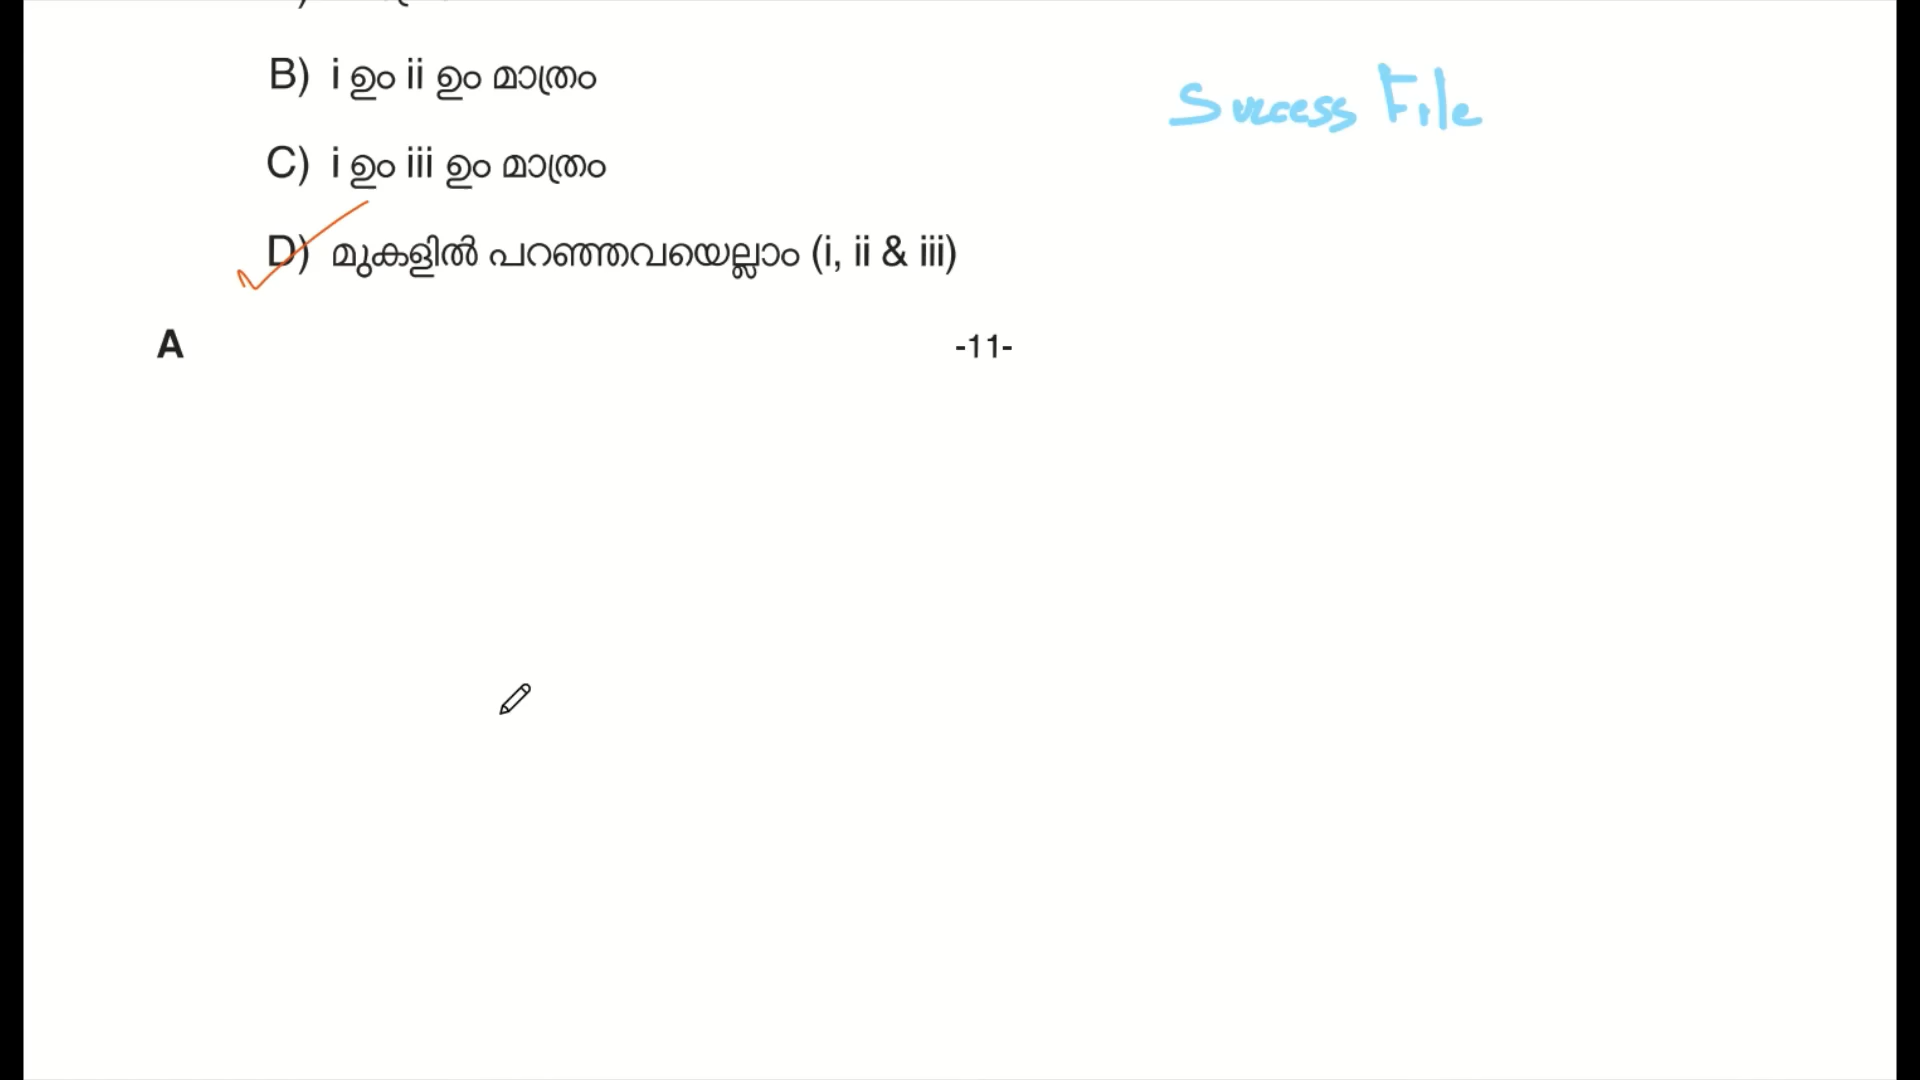 B) i ഉം ii ഉം മാത്രം
Success File
C) i ഉം iii ഉം മാത്രം
D) മുകളിൽ പറഞ്ഞവയെല്ലാം (i, ii & iii)
A
-11-